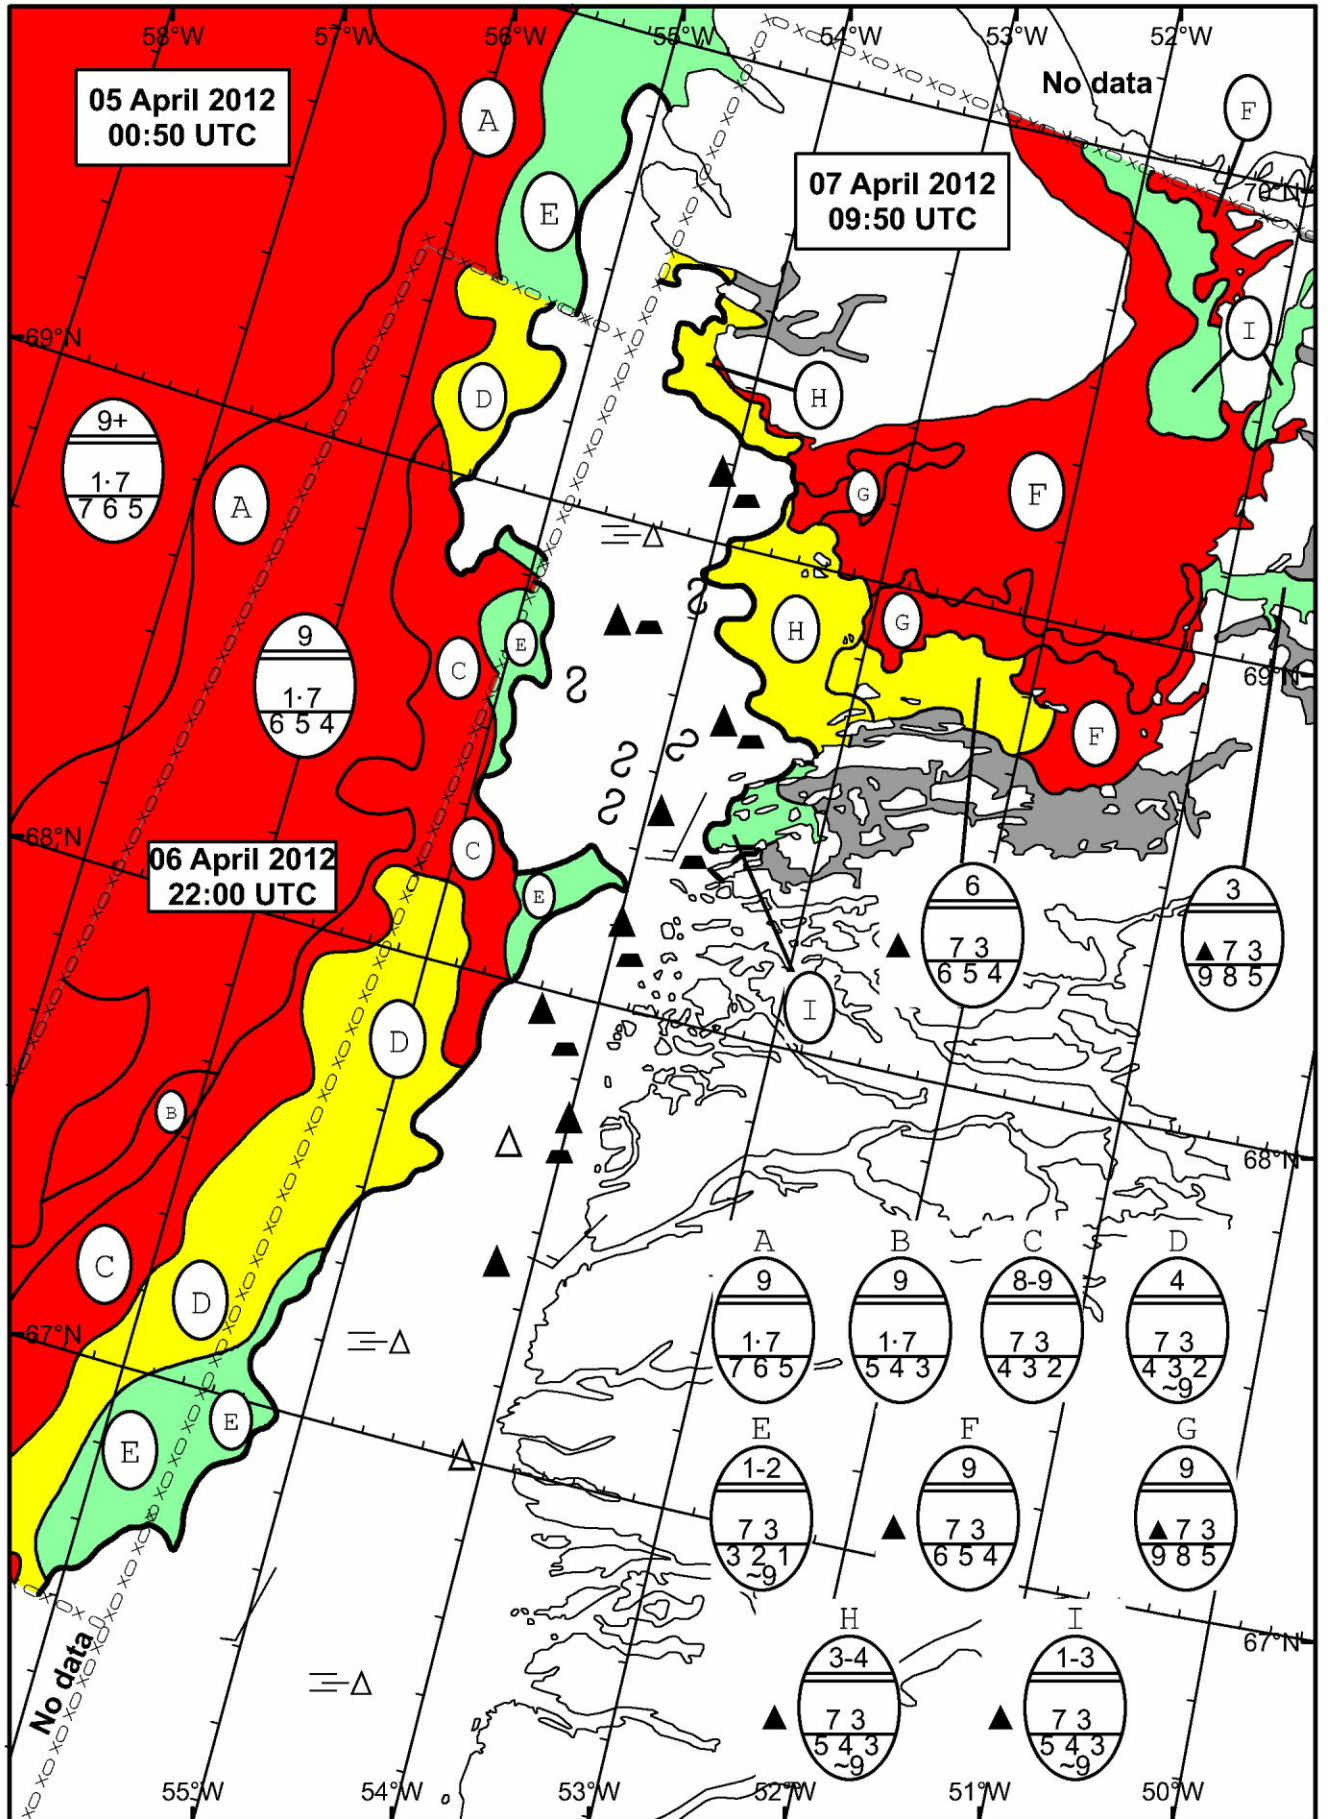 58°W 57°W 56°W 55°W 54°W 53°W 52°W
05 April 2012
00:50 UTC
No data
A
F
07 April 2012
09:50 UTC
70°N
E
I
69°N
D
H
9+
1·7
7 6 5
A
G
F
9
1·7
6 5 4
C
E
H
G
69°N
F
68°N
06 April 2012
22:00 UTC
C
E
6
7 3
6 5 4
3
7 3
9 8 5
I
D
B
68°N
C
D
67°N
A
9
1·7
7 6 5
B
9
1·7
5 4 3
C
8-9
7 3
4 3 2
D
4
7 3
4 3 2
~9
E
E
E
1-2
7 3
3 2 1
~9
F
9
7 3
6 5 4
G
9
7 3
9 8 5
67°N
No data
H
3-4
7 3
5 4 3
~9
I
1-3
7 3
5 4 3
~9
55°W 54°W 53°W 52°W 51°W 50°W